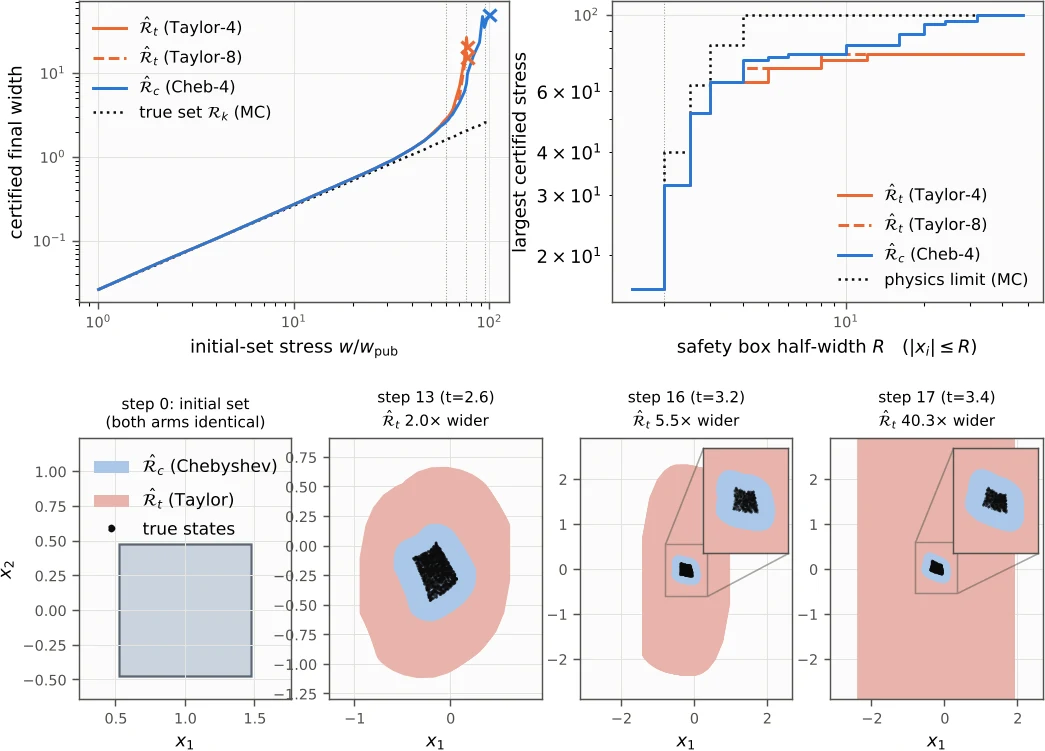 certified final width
10¹
10⁰
10⁻¹
R̂ₜ (Taylor-4)
R̂ₜ (Taylor-8)
R̂c (Cheb-4)
true set Rₖ (MC)
10⁰ 10¹ 10²
initial-set stress w/w_pub
largest certified stress
10²
6 × 10¹
4 × 10¹
3 × 10¹
2 × 10¹
R̂ₜ (Taylor-4)
R̂ₜ (Taylor-8)
R̂c (Cheb-4)
physics limit (MC)
10¹
safety box half-width R (|xᵢ| ≤ R)
step 0: initial set
(both arms identical)
x₂
1.00
0.75
0.50
0.25
0.00
−0.25
−0.50
R̂c (Chebyshev)
R̂ₜ (Taylor)
true states
0.5 1.0 1.5
x₁
step 13 (t=2.6)
R̂ₜ 2.0× wider
0.75
0.50
0.25
0.00
−0.25
−0.50
−0.75
−1.00
−1.25
−1 0
x₁
step 16 (t=3.2)
R̂ₜ 5.5× wider
2
1
0
−1
−2
−2 0 2
x₁
step 17 (t=3.4)
R̂ₜ 40.3× wider
2
1
0
−1
−2
−2 0 2
x₁